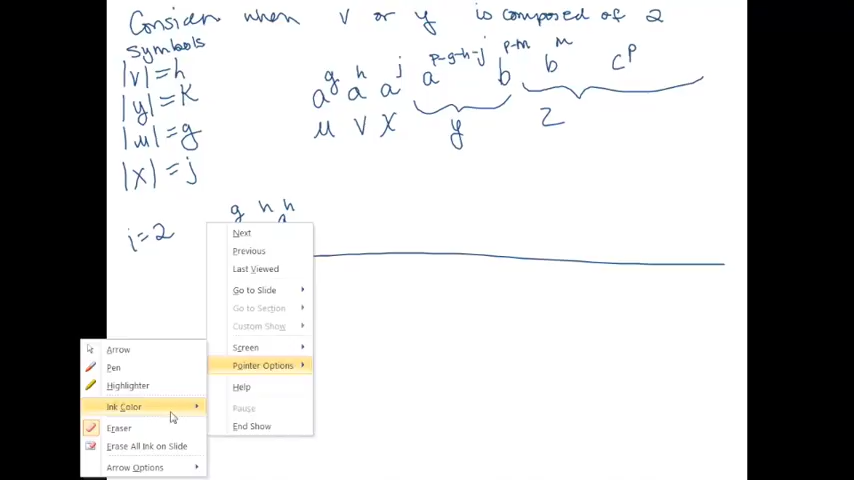 Consider when v or y is composed of 2
symbols
|v|=h
|y|=K
|u|=g
|x|=j
a^g a^h a^j a^p-g-h-j b^p-m b^m c^p
u v x y z
i=2
g h h
a
Next
Previous
Last Viewed
Go to Slide
Go to Section
Custom Show
Screen
Pointer Options
Help
Pause
End Show
Arrow
Pen
Highlighter
Ink Color
Eraser
Erase All Ink on Slide
Arrow Options